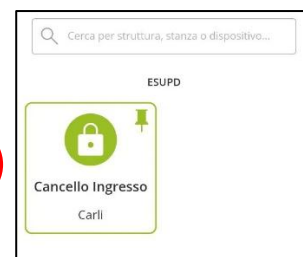 Cerca per struttura, stanza o dispositivo...
ESUPD
Cancello Ingresso
Carli